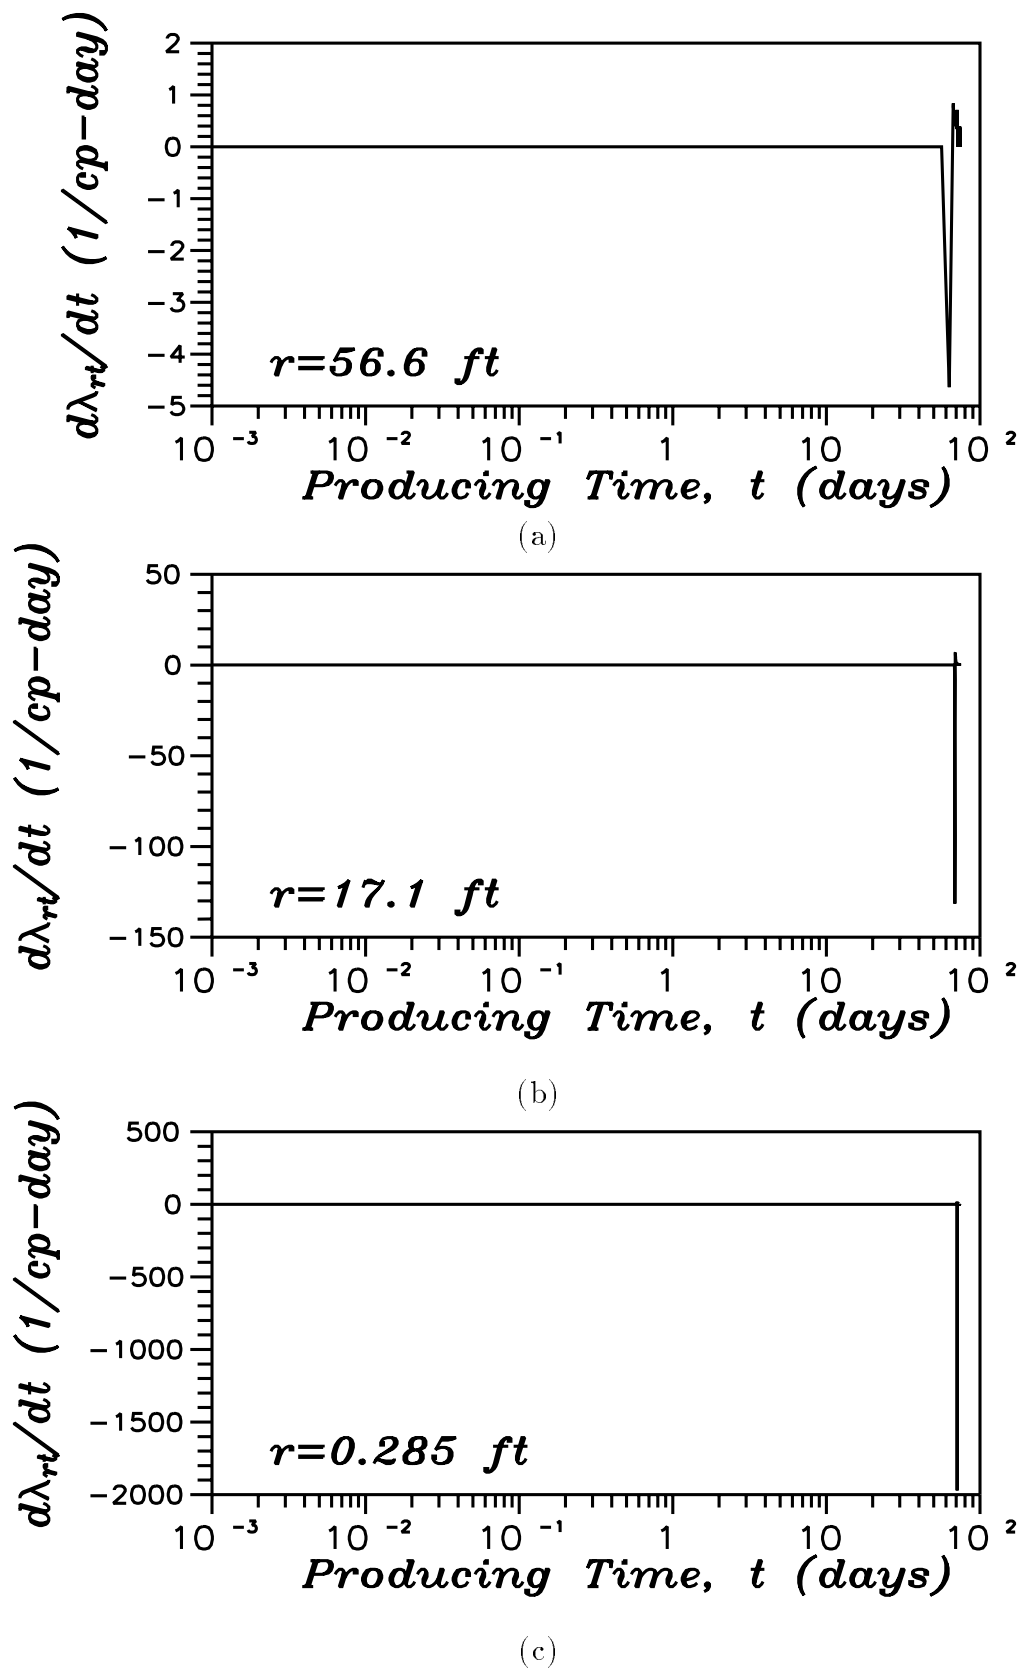 dλrt/dt (1/cp-day)
2
1
0
-1
-2
-3
-4
-5
r=56.6 ft
10 -3 10 -2 10 -1 1 10 10 2
Producing Time, t (days)
(a)
dλrt/dt (1/cp-day)
50
0
-50
-100
-150
r=17.1 ft
10 -3 10 -2 10 -1 1 10 10 2
Producing Time, t (days)
(b)
dλrt/dt (1/cp-day)
500
0
-500
-1000
-1500
-2000
r=0.285 ft
10 -3 10 -2 10 -1 1 10 10 2
Producing Time, t (days)
(c)